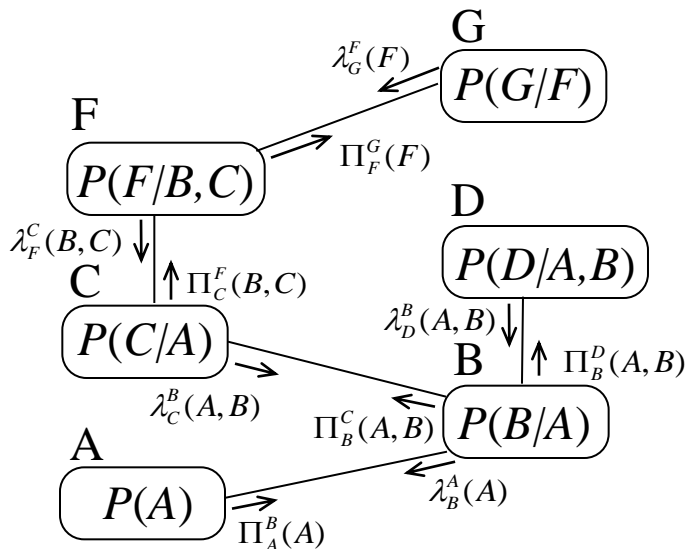 G
λ_G^F(F)
P(G/F)
F
Π_F^G(F)
P(F/B,C)
D
λ_F^C(B,C)
P(D/A,B)
C
Π_C^F(B,C)
λ_D^B(A,B)
P(C/A)
B
Π_B^D(A,B)
λ_C^B(A,B)
Π_B^C(A,B)
P(B/A)
A
λ_B^A(A)
P(A)
Π_A^B(A)